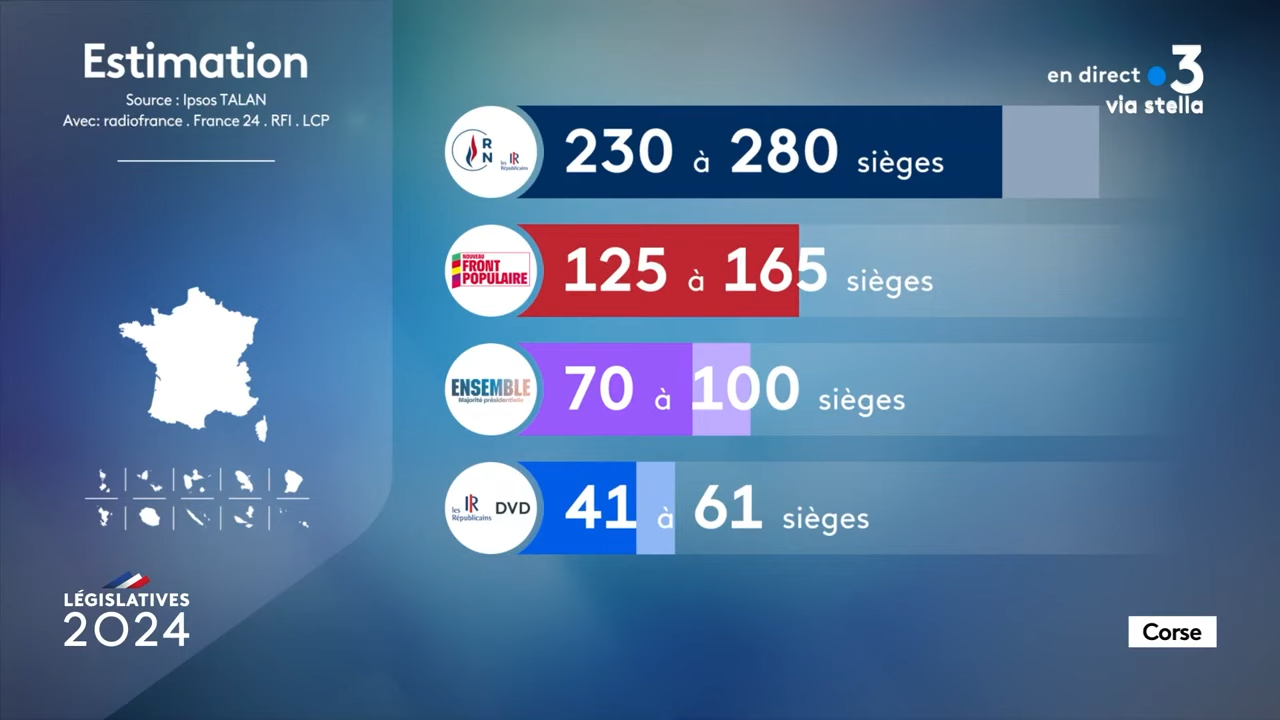 Estimation
Source : Ipsos TALAN
Avec: radiofrance . France 24 . RFI . LCP
en direct 3
via stella
RN
les Républicains
230 à 280 sièges
NOUVEAU
FRONT
POPULAIRE
125 à 165 sièges
ENSEMBLE
Majorité présidentielle
70 à 100 sièges
les Républicains
DVD
41 à 61 sièges
LÉGISLATIVES
2024
Corse